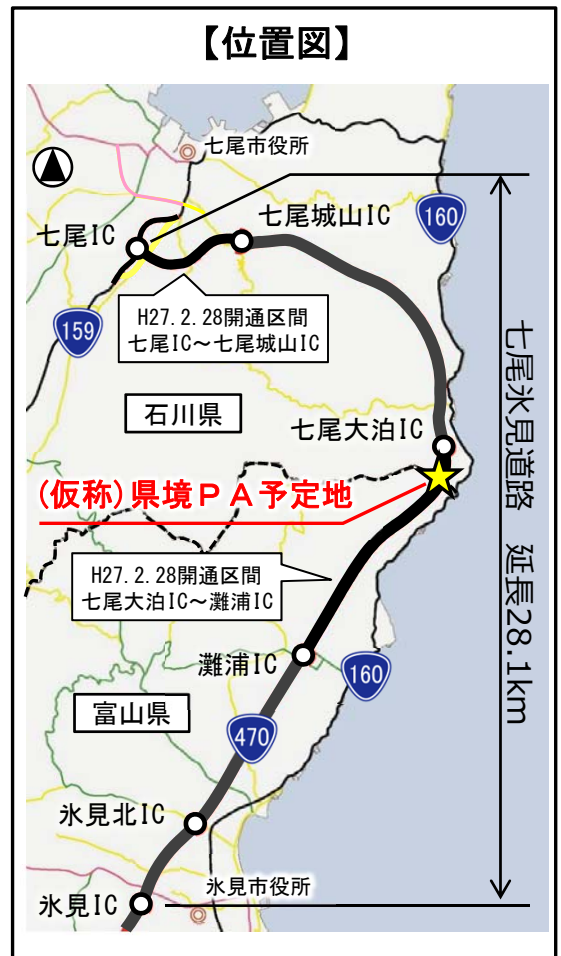 【位置図】
七尾市役所
七尾城山IC
160
七尾IC
H27.2.28開通区間
七尾IC～七尾城山IC
159
石川県
七尾大泊IC
(仮称)県境ＰＡ予定地
七尾氷見道路　延長28.1km
H27.2.28開通区間
七尾大泊IC～灘浦IC
灘浦IC
160
富山県
470
氷見北IC
氷見市役所
氷見IC